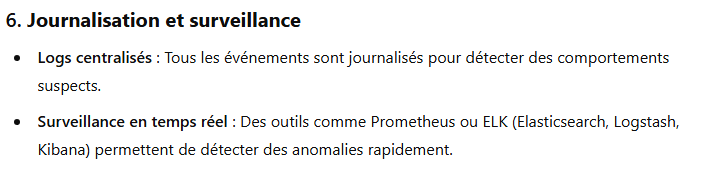 6. Journalisation et surveillance
• Logs centralisés : Tous les événements sont journalisés pour détecter des comportements
suspects.
• Surveillance en temps réel : Des outils comme Prometheus ou ELK (Elasticsearch, Logstash,
Kibana) permettent de détecter des anomalies rapidement.